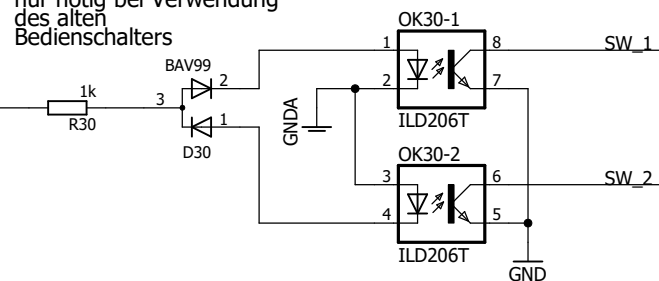 nur nötig bei Verwendung
des alten
Bedienschalters
OK30-1
1
8
SW_1
2
7
ILD206T
BAV99
2
1k
3
R30
1
D30
GNDA
OK30-2
3
6
SW_2
4
5
ILD206T
GND